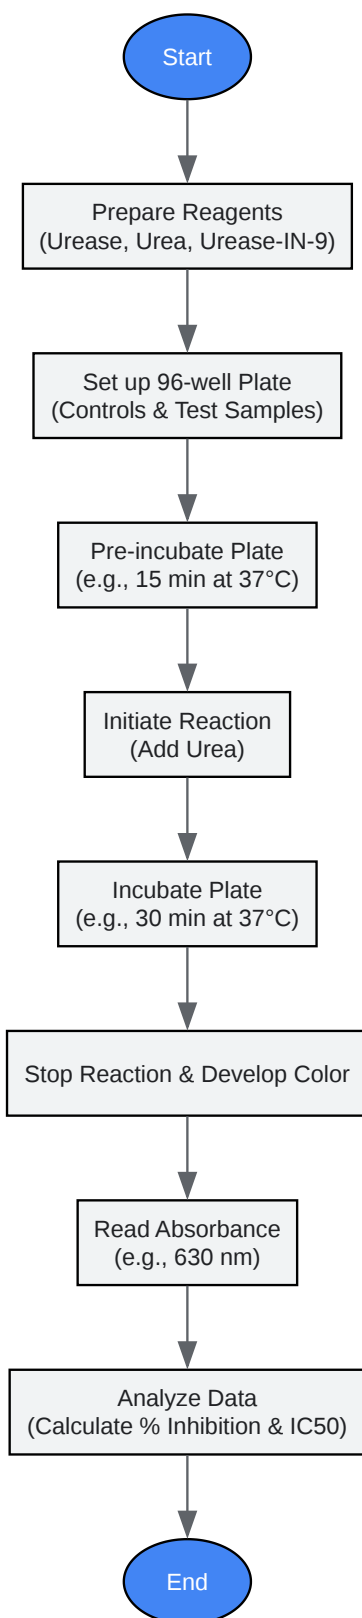 Start
Prepare Reagents
(Urease, Urea, Urease-IN-9)
Set up 96-well Plate
(Controls & Test Samples)
Pre-incubate Plate
(e.g., 15 min at 37°C)
Initiate Reaction
(Add Urea)
Incubate Plate
(e.g., 30 min at 37°C)
Stop Reaction & Develop Color
Read Absorbance
(e.g., 630 nm)
Analyze Data
(Calculate % Inhibition & IC50)
End